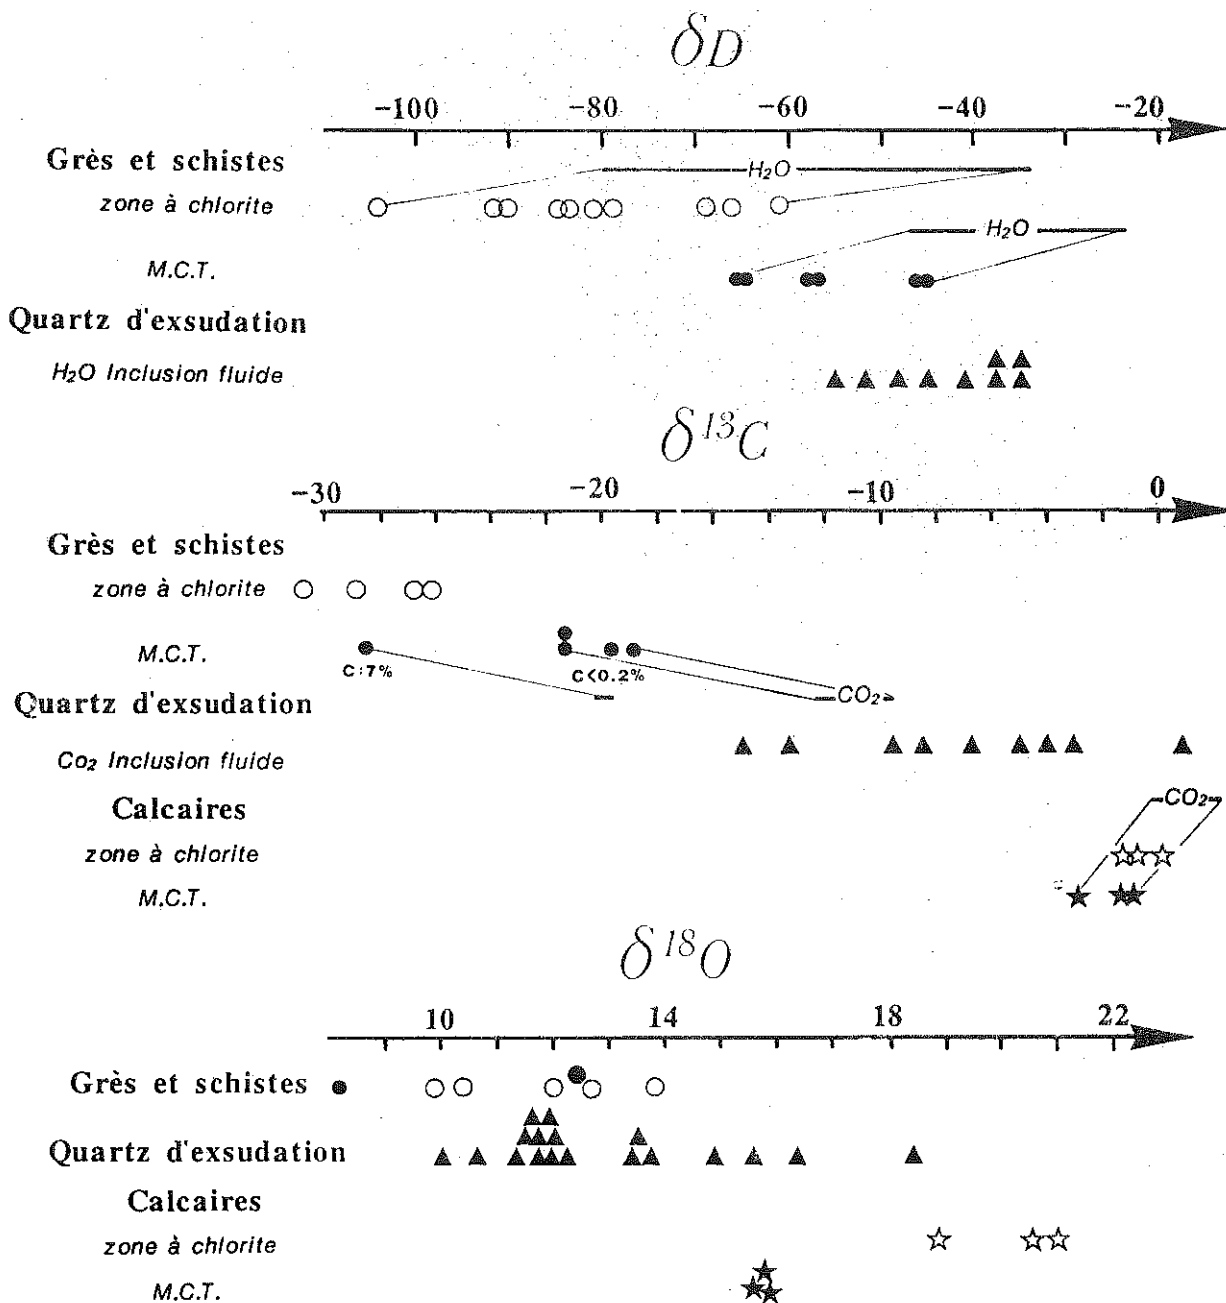 δD
-100 -80 -60 -40 -20
Grès et schistes
H₂O
zone à chlorite
H₂O
M.C.T.
Quartz d'exsudation
H₂O Inclusion fluide
δ¹³C
-30 -20 -10 0
Grès et schistes
zone à chlorite
M.C.T.
C:7% C<0.2%
Quartz d'exsudation CO₂
Co₂ Inclusion fluide
Calcaires CO₂
zone à chlorite
M.C.T.
δ¹⁸O
10 14 18 22
Grès et schistes
Quartz d'exsudation
Calcaires
zone à chlorite
M.C.T.